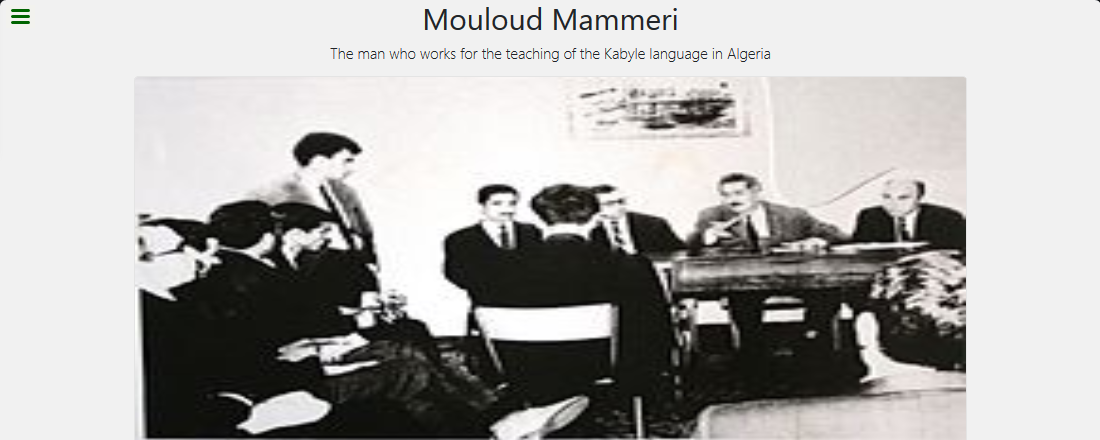 Mouloud Mammeri
The man who works for the teaching of the Kabyle language in Algeria